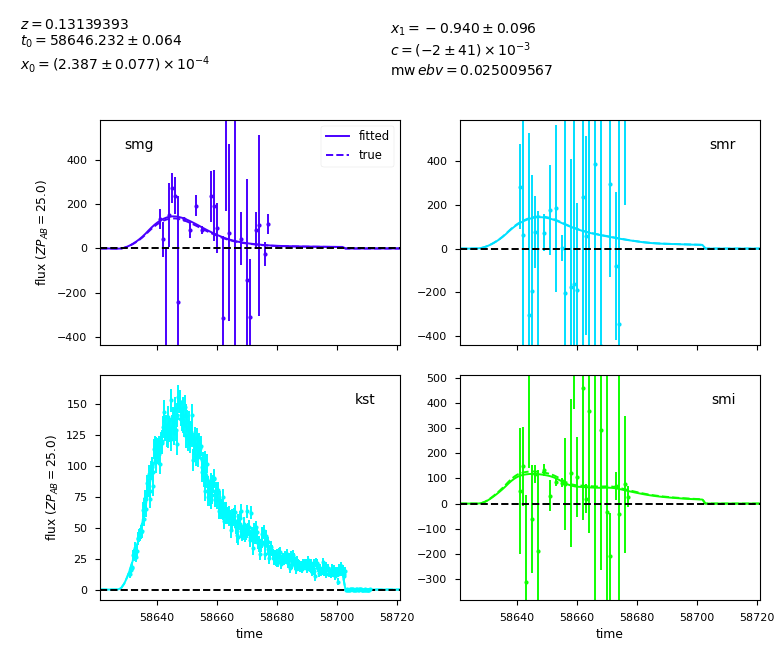 z = 0.13139393
t₀ = 58646.232 ± 0.064
x₀ = (2.387 ± 0.077) × 10⁻⁴
x₁ = −0.940 ± 0.096
c = (−2 ± 41) × 10⁻³
mw ebv = 0.025009567
smg
fitted
true
flux (ZP_AB = 25.0)
400
200
0
−200
−400
smr
400
200
0
−200
−400
kst
flux (ZP_AB = 25.0)
150
125
100
75
50
25
0
58640 58660 58680 58700 58720
time
smi
500
400
300
200
100
0
−100
−200
−300
58640 58660 58680 58700 58720
time